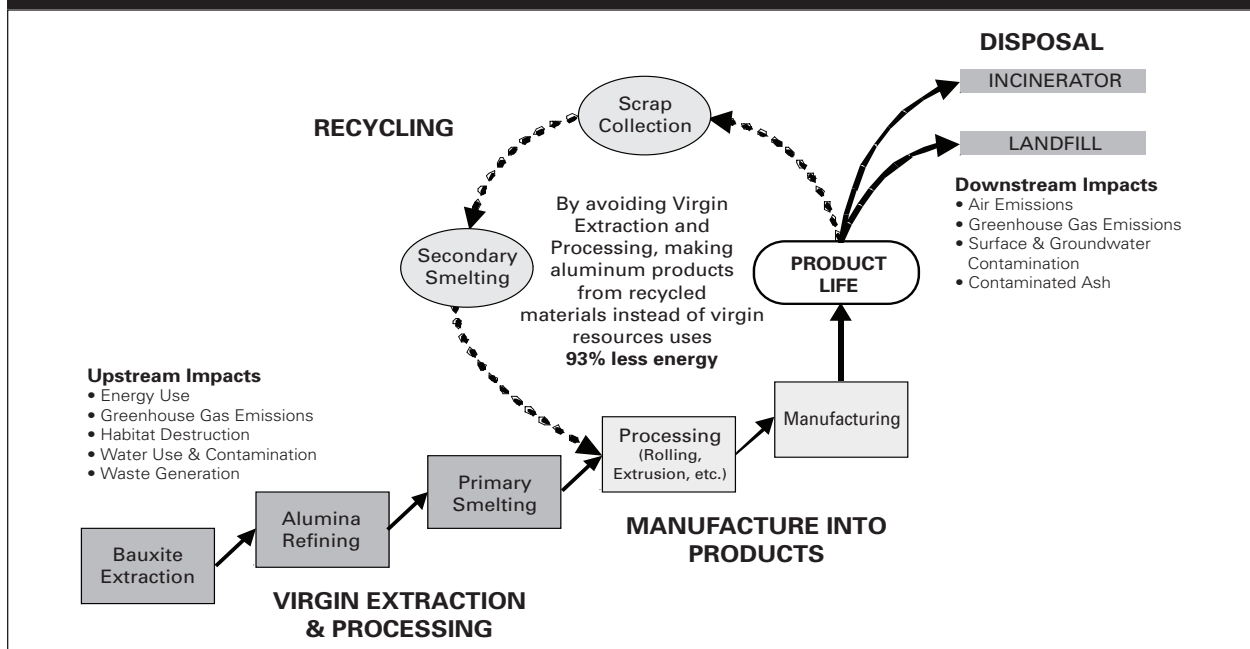 DISPOSAL
INCINERATOR
LANDFILL
Downstream Impacts
• Air Emissions
• Greenhouse Gas Emissions
• Surface & Groundwater
Contamination
• Contaminated Ash
RECYCLING
Scrap
Collection
Secondary
Smelting
By avoiding Virgin
Extraction and
Processing, making
aluminum products
from recycled
materials instead of virgin
resources uses
93% less energy
PRODUCT
LIFE
Upstream Impacts
• Energy Use
• Greenhouse Gas Emissions
• Habitat Destruction
• Water Use & Contamination
• Waste Generation
Bauxite
Extraction
Alumina
Refining
Primary
Smelting
Processing
(Rolling,
Extrusion, etc.)
Manufacturing
VIRGIN EXTRACTION
& PROCESSING
MANUFACTURE INTO
PRODUCTS